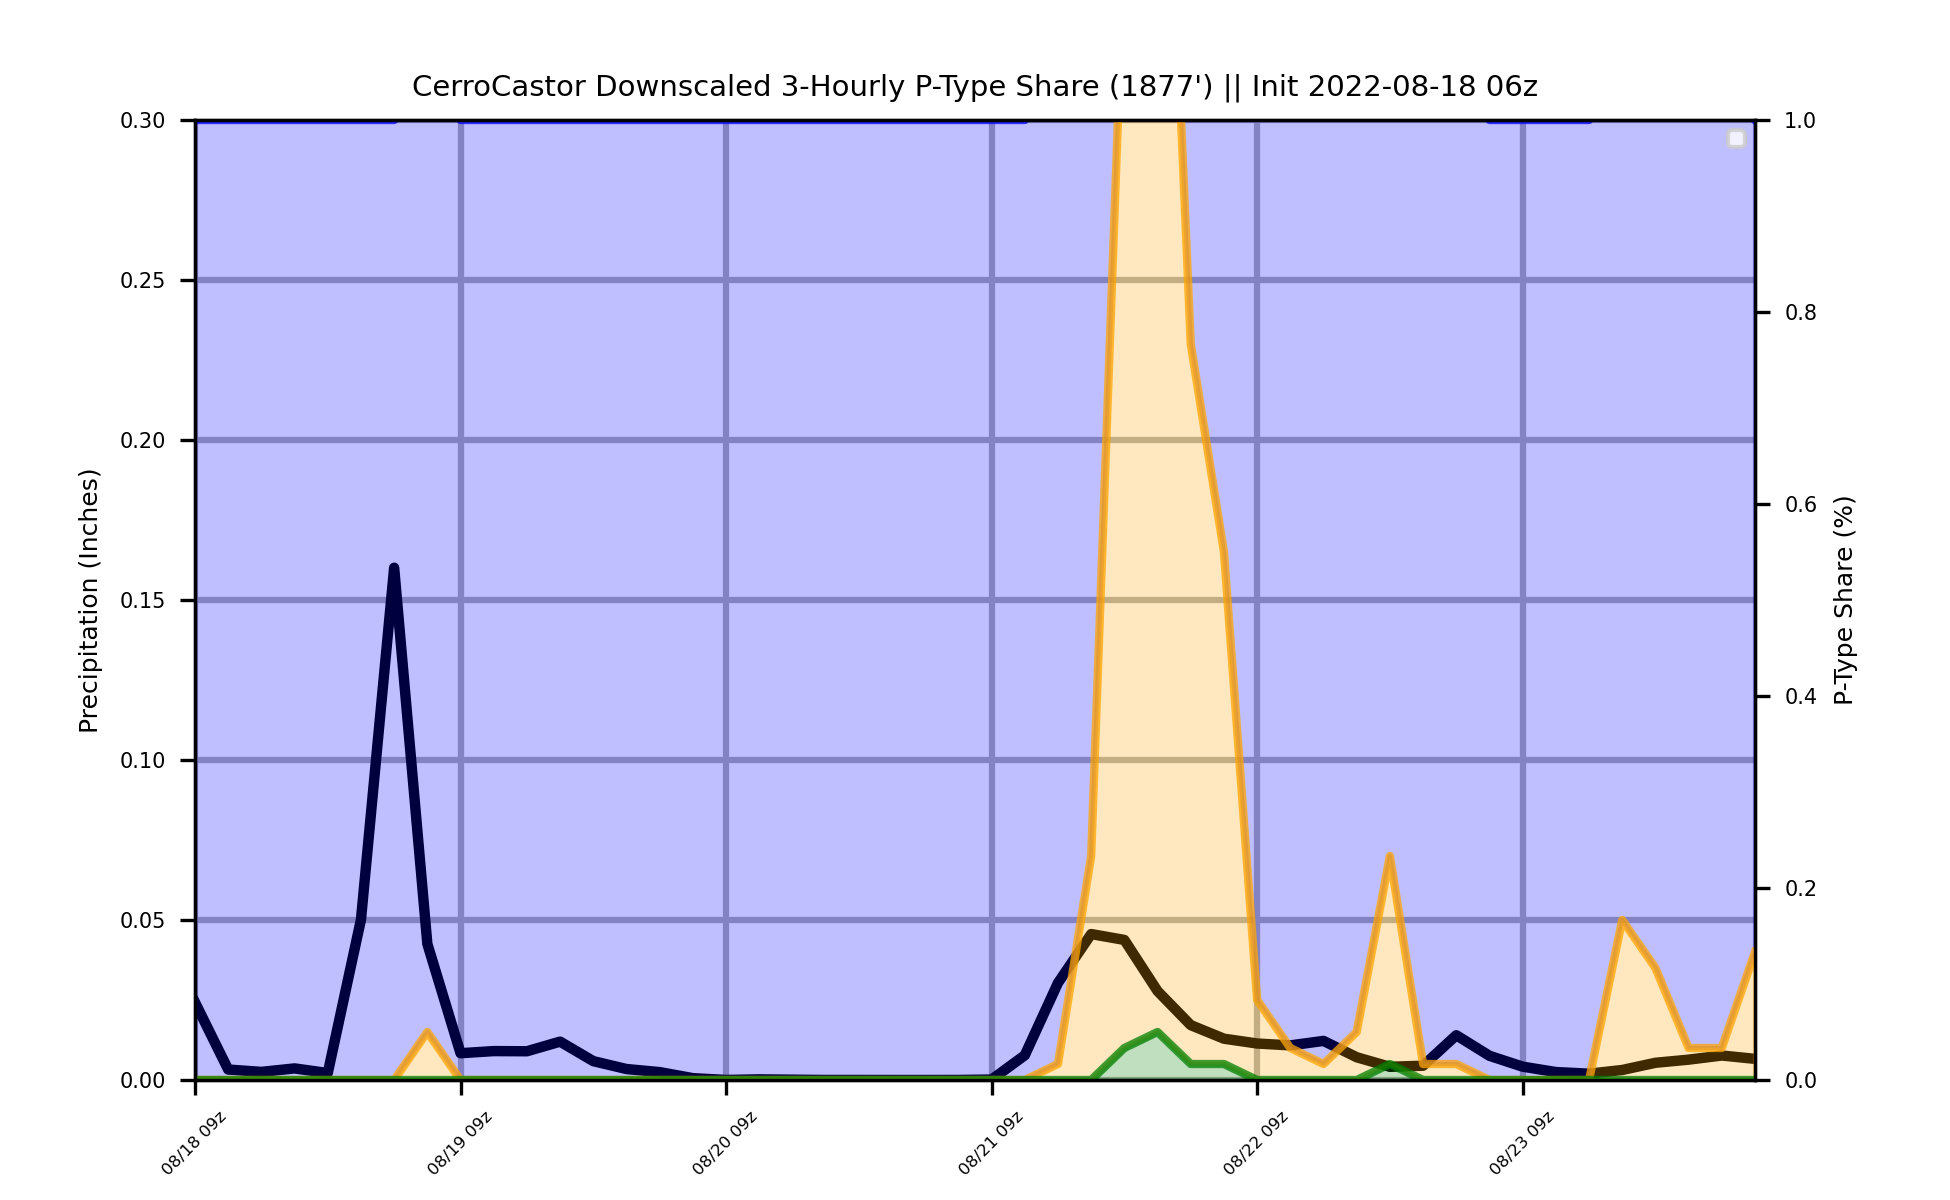 CerroCastor Downscaled 3-Hourly P-Type Share (1877') || Init 2022-08-18 06z
0.30
0.25
0.20
0.15
0.10
0.05
0.00
Precipitation (Inches)
1.0
0.8
0.6
0.4
0.2
0.0
P-Type Share (%)
08/18 09z
08/19 09z
08/20 09z
08/21 09z
08/22 09z
08/23 09z